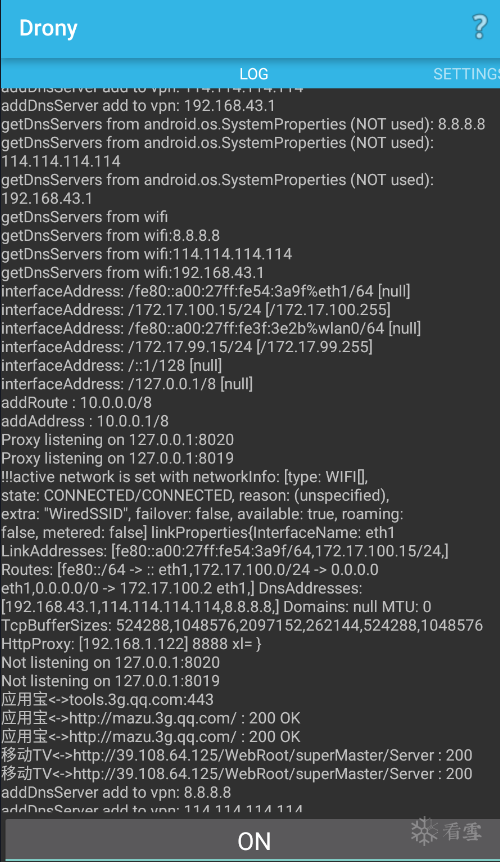 Drony
?
LOG
SETTINGS
addDnsServer add to vpn: 114.114.114.114
addDnsServer add to vpn: 192.168.43.1
getDnsServers from android.os.SystemProperties (NOT used): 8.8.8.8
getDnsServers from android.os.SystemProperties (NOT used):
114.114.114.114
getDnsServers from android.os.SystemProperties (NOT used):
192.168.43.1
getDnsServers from wifi
getDnsServers from wifi:8.8.8.8
getDnsServers from wifi:114.114.114.114
getDnsServers from wifi:192.168.43.1
interfaceAddress: /fe80::a00:27ff:fe54:3a9f%eth1/64 [null]
interfaceAddress: /172.17.100.15/24 [/172.17.100.255]
interfaceAddress: /fe80::a00:27ff:fe3f:3e2b%wlan0/64 [null]
interfaceAddress: /172.17.99.15/24 [/172.17.99.255]
interfaceAddress: /::1/128 [null]
interfaceAddress: /127.0.0.1/8 [null]
addRoute : 10.0.0.0/8
addAddress : 10.0.0.1/8
Proxy listening on 127.0.0.1:8020
Proxy listening on 127.0.0.1:8019
!!!active network is set with networkInfo: [type: WIFI[],
state: CONNECTED/CONNECTED, reason: (unspecified),
extra: "WiredSSID", failover: false, available: true, roaming:
false, metered: false] linkProperties{InterfaceName: eth1
LinkAddresses: [fe80::a00:27ff:fe54:3a9f/64,172.17.100.15/24,]
Routes: [fe80::/64 -> :: eth1,172.17.100.0/24 -> 0.0.0.0
eth1,0.0.0.0/0 -> 172.17.100.2 eth1,] DnsAddresses:
[192.168.43.1,114.114.114.114,8.8.8.8,] Domains: null MTU: 0
TcpBufferSizes: 524288,1048576,2097152,262144,524288,1048576
HttpProxy: [192.168.1.122] 8888 xl= }
Not listening on 127.0.0.1:8020
Not listening on 127.0.0.1:8019
应用宝<->tools.3g.qq.com:443
应用宝<->http://mazu.3g.qq.com/ : 200 OK
应用宝<->http://mazu.3g.qq.com/ : 200 OK
移动TV<->http://39.108.64.125/WebRoot/superMaster/Server : 200
移动TV<->http://39.108.64.125/WebRoot/superMaster/Server : 200
addDnsServer add to vpn: 8.8.8.8
addDnsServer add to vpn: 114.114.114.114
ON
看雪